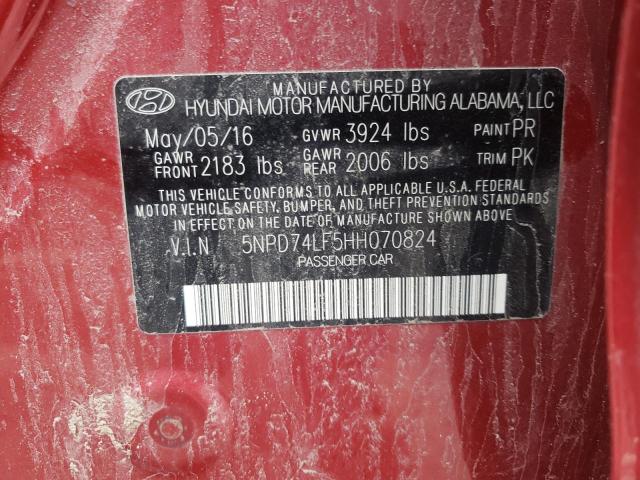 MANUFACTURED BY
HYUNDAI MOTOR MANUFACTURING ALABAMA, LLC
May/05/16 GVWR 3924 lbs PAINT PR
GAWR FRONT 2183 lbs GAWR REAR 2006 lbs TRIM PK
THIS VEHICLE CONFORMS TO ALL APPLICABLE U.S.A. FEDERAL
MOTOR VEHICLE SAFETY, BUMPER, AND THEFT PREVENTION STANDARDS
IN EFFECT ON THE DATE OF MANUFACTURE SHOWN ABOVE.
V.I.N. 5NPD74LF5HH070824
PASSENGER CAR